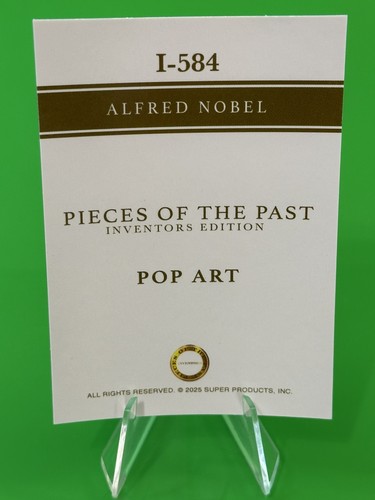 I-584
ALFRED NOBEL
PIECES OF THE PAST
INVENTORS EDITION
POP ART
ALL RIGHTS RESERVED. © 2025 SUPER PRODUCTS, INC.